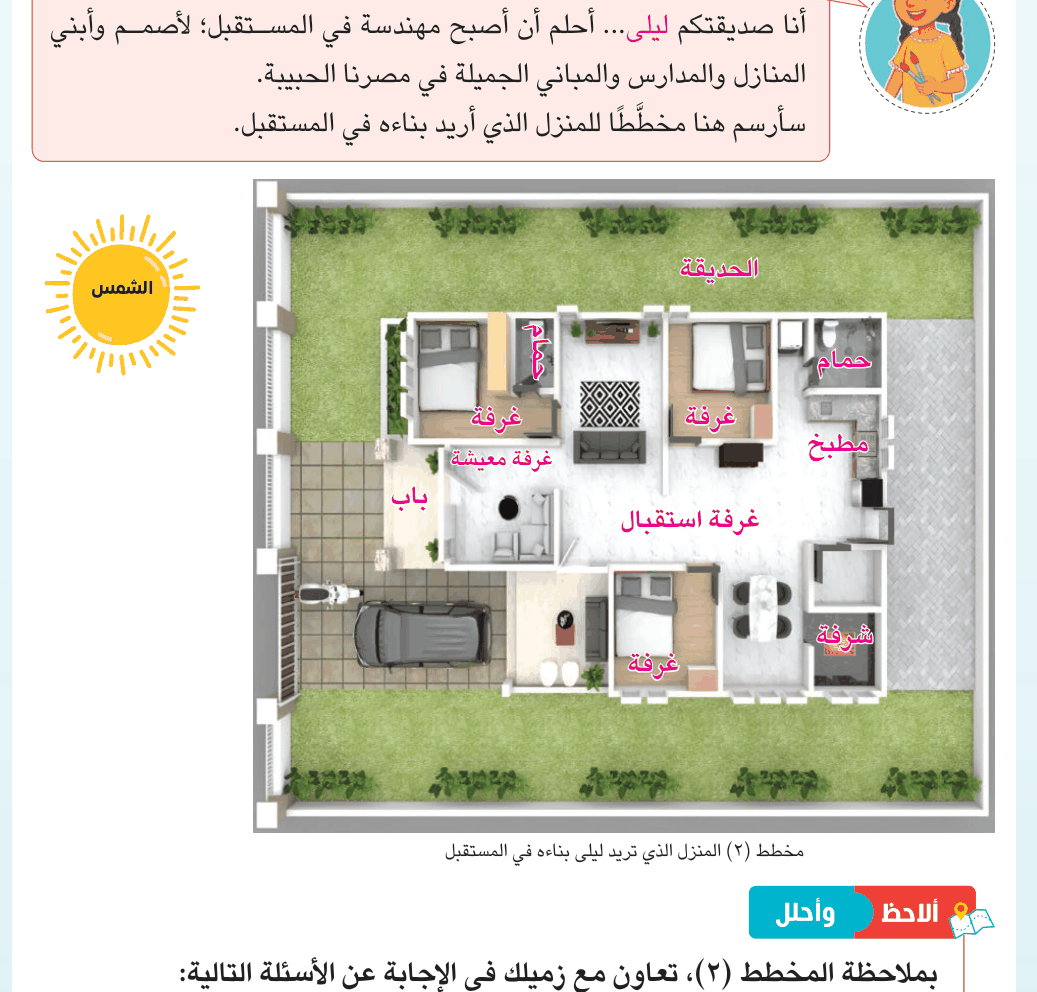 أنا صديقتكم ليلى... أحلم أن أصبح مهندسة في المستقبل؛ لأصمم وأبني
المنازل والمدارس والمباني الجميلة في مصرنا الحبيبة.
سأرسم هنا مخطَّطًا للمنزل الذي أريد بناءه في المستقبل.
الشمس
الحديقة
حمام
حمام
غرفة
غرفة
مطبخ
غرفة معيشة
باب
غرفة استقبال
شرفة
غرفة
مخطط (٢) المنزل الذي تريد ليلى بناءه في المستقبل
ألاحظ وأحلل
بملاحظة المخطط (٢)، تعاون مع زميلك في الإجابة عن الأسئلة التالية: